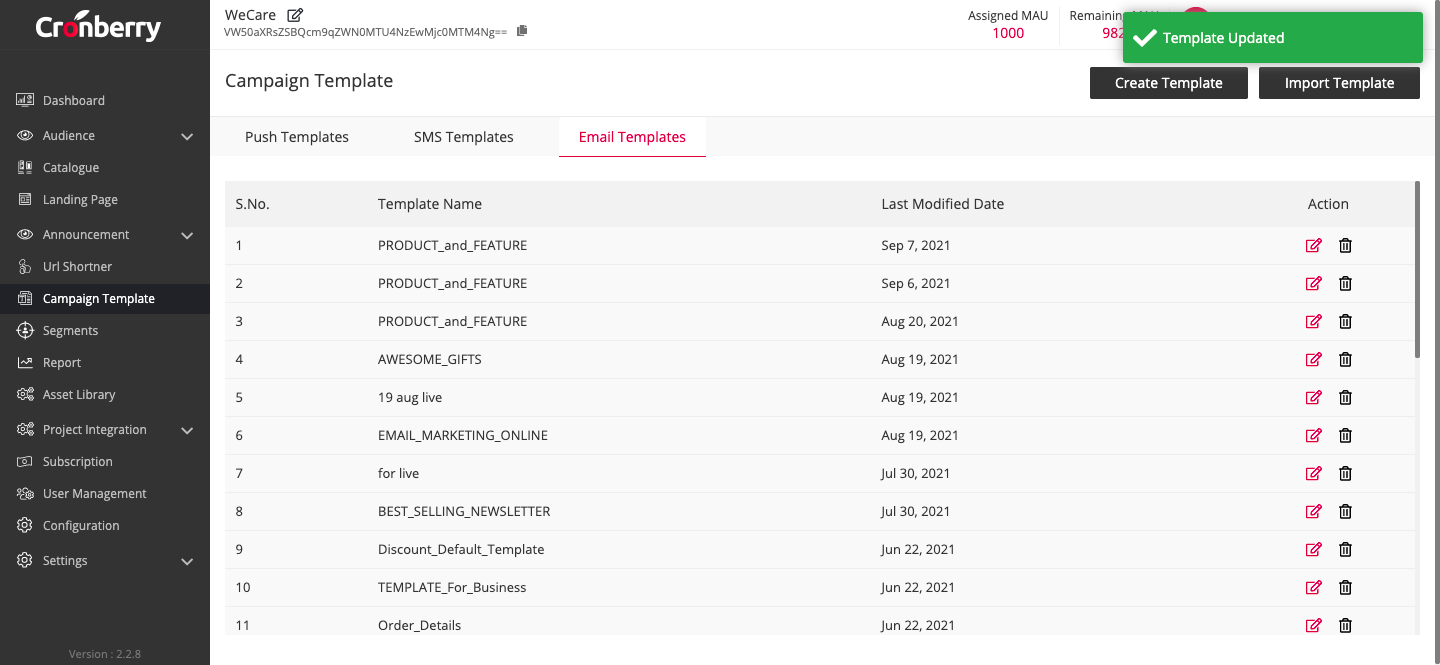 Cronberry
Dashboard
Audience
Catalogue
Landing Page
Announcement
Url Shortner
Campaign Template
Segments
Report
Asset Library
Project Integration
Subscription
User Management
Configuration
Settings
Version : 2.2.8
WeCare
VW50aXRsZSBQcm9qZWN0MTU4NzEwMjc0MTM4Ng==
Assigned MAU
1000
Template Updated
Campaign Template
Create Template
Import Template
Push Templates
SMS Templates
Email Templates
S.No. Template Name Last Modified Date Action
1 PRODUCT_and_FEATURE Sep 7, 2021
2 PRODUCT_and_FEATURE Sep 6, 2021
3 PRODUCT_and_FEATURE Aug 20, 2021
4 AWESOME_GIFTS Aug 19, 2021
5 19 aug live Aug 19, 2021
6 EMAIL_MARKETING_ONLINE Aug 19, 2021
7 for live Jul 30, 2021
8 BEST_SELLING_NEWSLETTER Jul 30, 2021
9 Discount_Default_Template Jun 22, 2021
10 TEMPLATE_For_Business Jun 22, 2021
11 Order_Details Jun 22, 2021